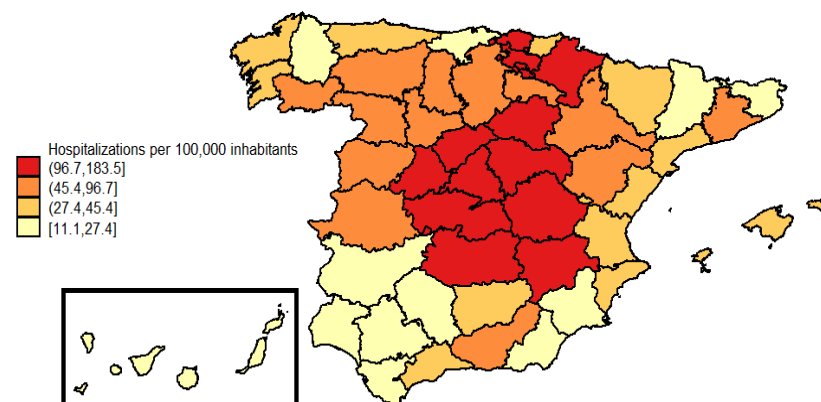 Hospitalizations per 100,000 inhabitants
(96.7,183.5]
(45.4,96.7]
(27.4,45.4]
[11.1,27.4]